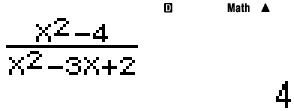 D Math ▲
x²-4
x²-3x+2
4